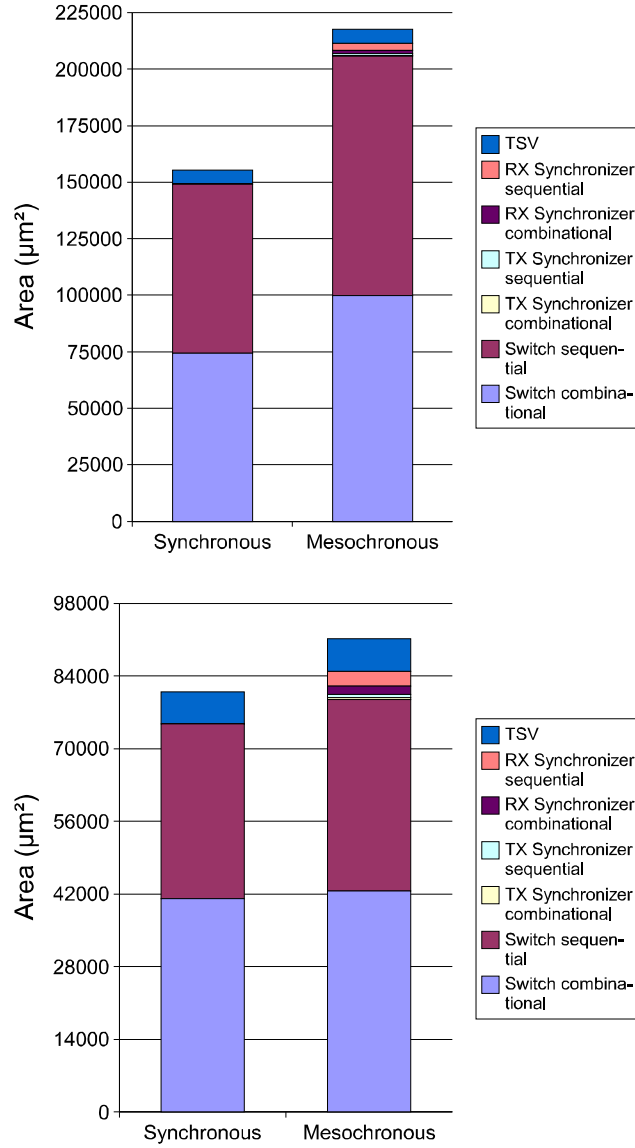 225000
200000
175000
150000
125000
100000
75000
50000
25000
0
Area (µm²)
Synchronous
Mesochronous
TSV
RX Synchronizer
sequential
RX Synchronizer
combinational
TX Synchronizer
sequential
TX Synchronizer
combinational
Switch sequen-
tial
Switch combina-
tional
98000
84000
70000
56000
42000
28000
14000
0
Area (µm²)
Synchronous
Mesochronous
TSV
RX Synchronizer
sequential
RX Synchronizer
combinational
TX Synchronizer
sequential
TX Synchronizer
combinational
Switch sequen-
tial
Switch combina-
tional